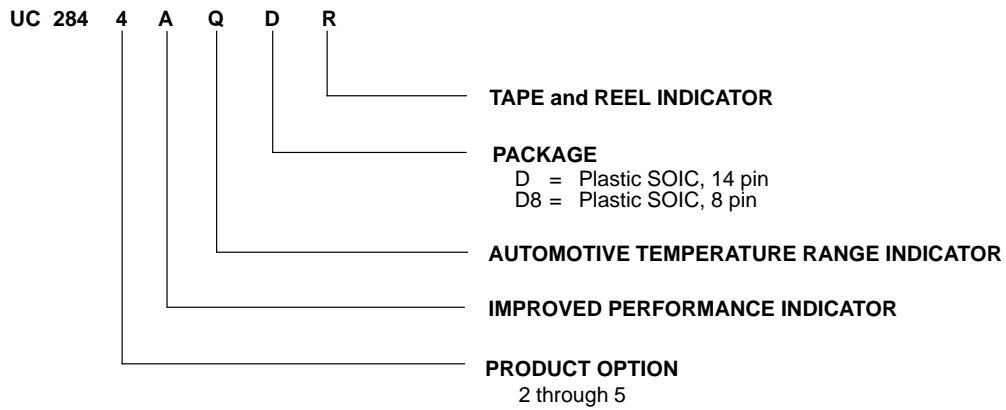 UC 284 4 A Q D R
TAPE and REEL INDICATOR
PACKAGE
D = Plastic SOIC, 14 pin
D8 = Plastic SOIC, 8 pin
AUTOMOTIVE TEMPERATURE RANGE INDICATOR
IMPROVED PERFORMANCE INDICATOR
PRODUCT OPTION
2 through 5